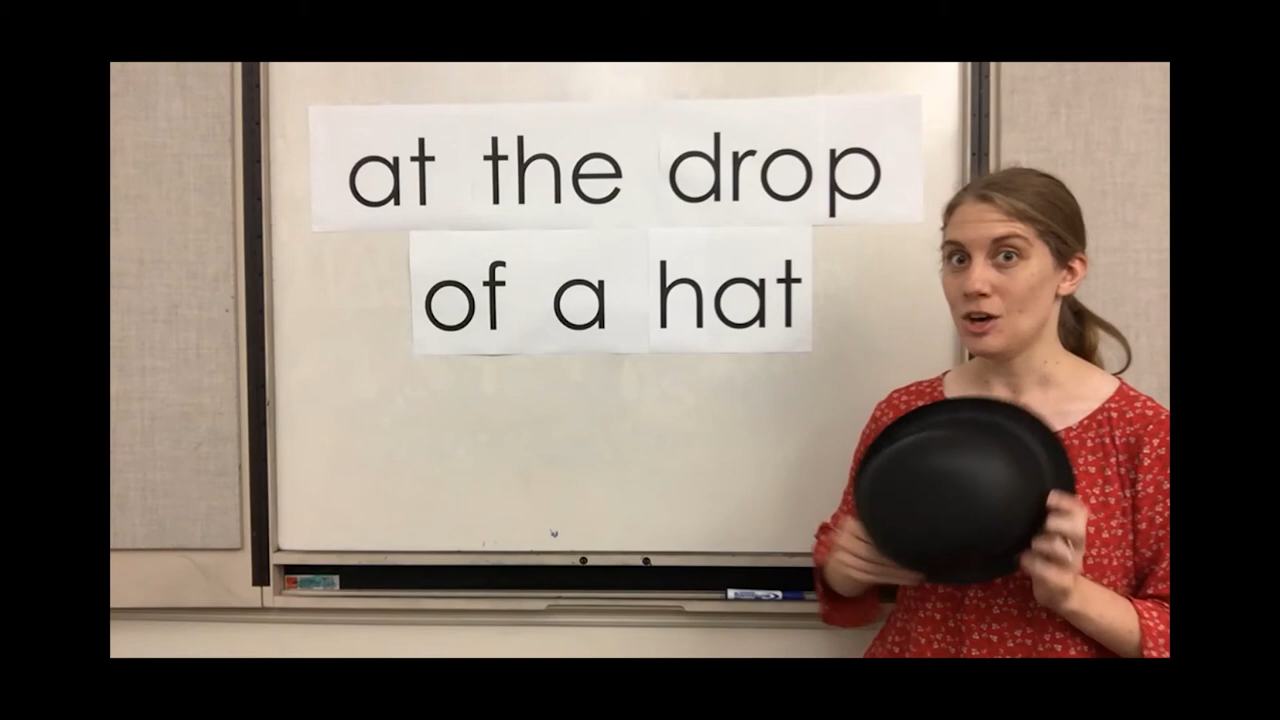 at the drop
of a hat